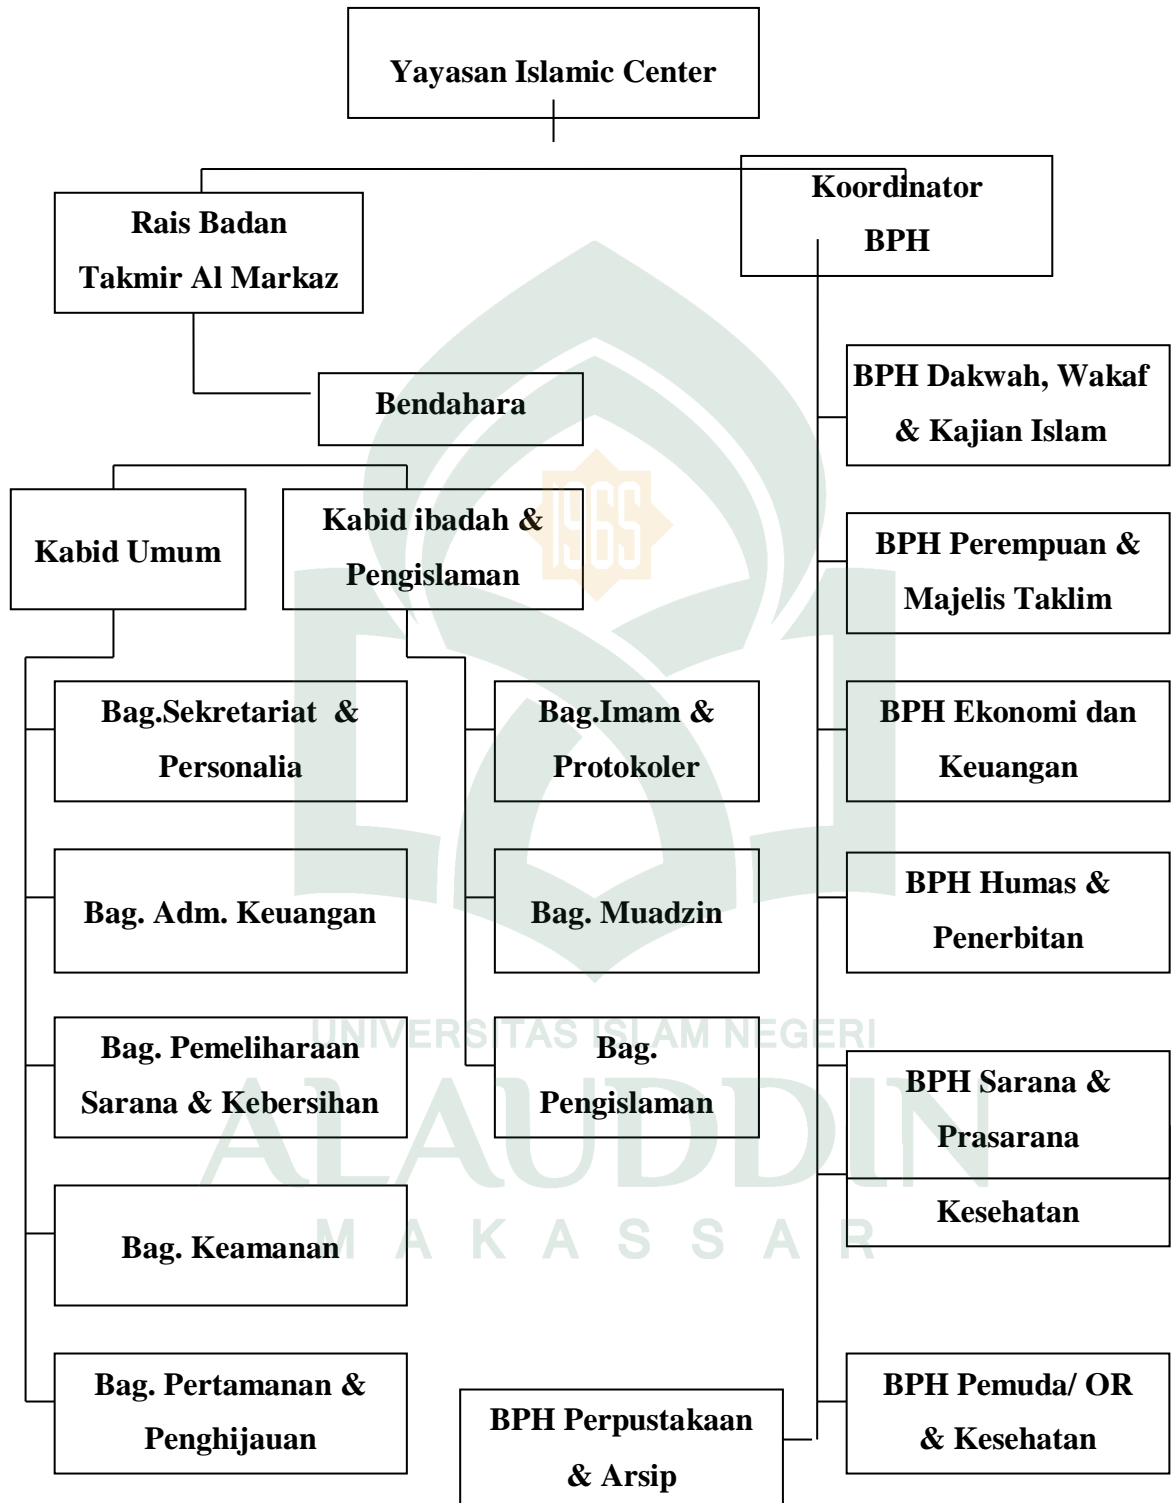 Yayasan Islamic Center
Koordinator
BPH
Rais Badan
Takmir Al Markaz
Bendahara
BPH Dakwah, Wakaf
& Kajian Islam
Kabid Umum
Kabid ibadah &
Pengislaman
1965
BPH Perempuan &
Majelis Taklim
Bag.Sekretariat &
Personalia
Bag.Imam &
Protokoler
BPH Ekonomi dan
Keuangan
Bag. Adm. Keuangan
Bag. Muadzin
BPH Humas &
Penerbitan
UNIVERSITAS ISLAM NEGERI
Bag. Pemeliharaan
Sarana & Kebersihan
Bag.
Pengislaman
BPH Sarana &
Prasarana
ALAUDDIN
Kesehatan
MAKASSAR
Bag. Keamanan
Bag. Pertamanan &
Penghijauan
BPH Perpustakaan
& Arsip
BPH Pemuda/ OR
& Kesehatan